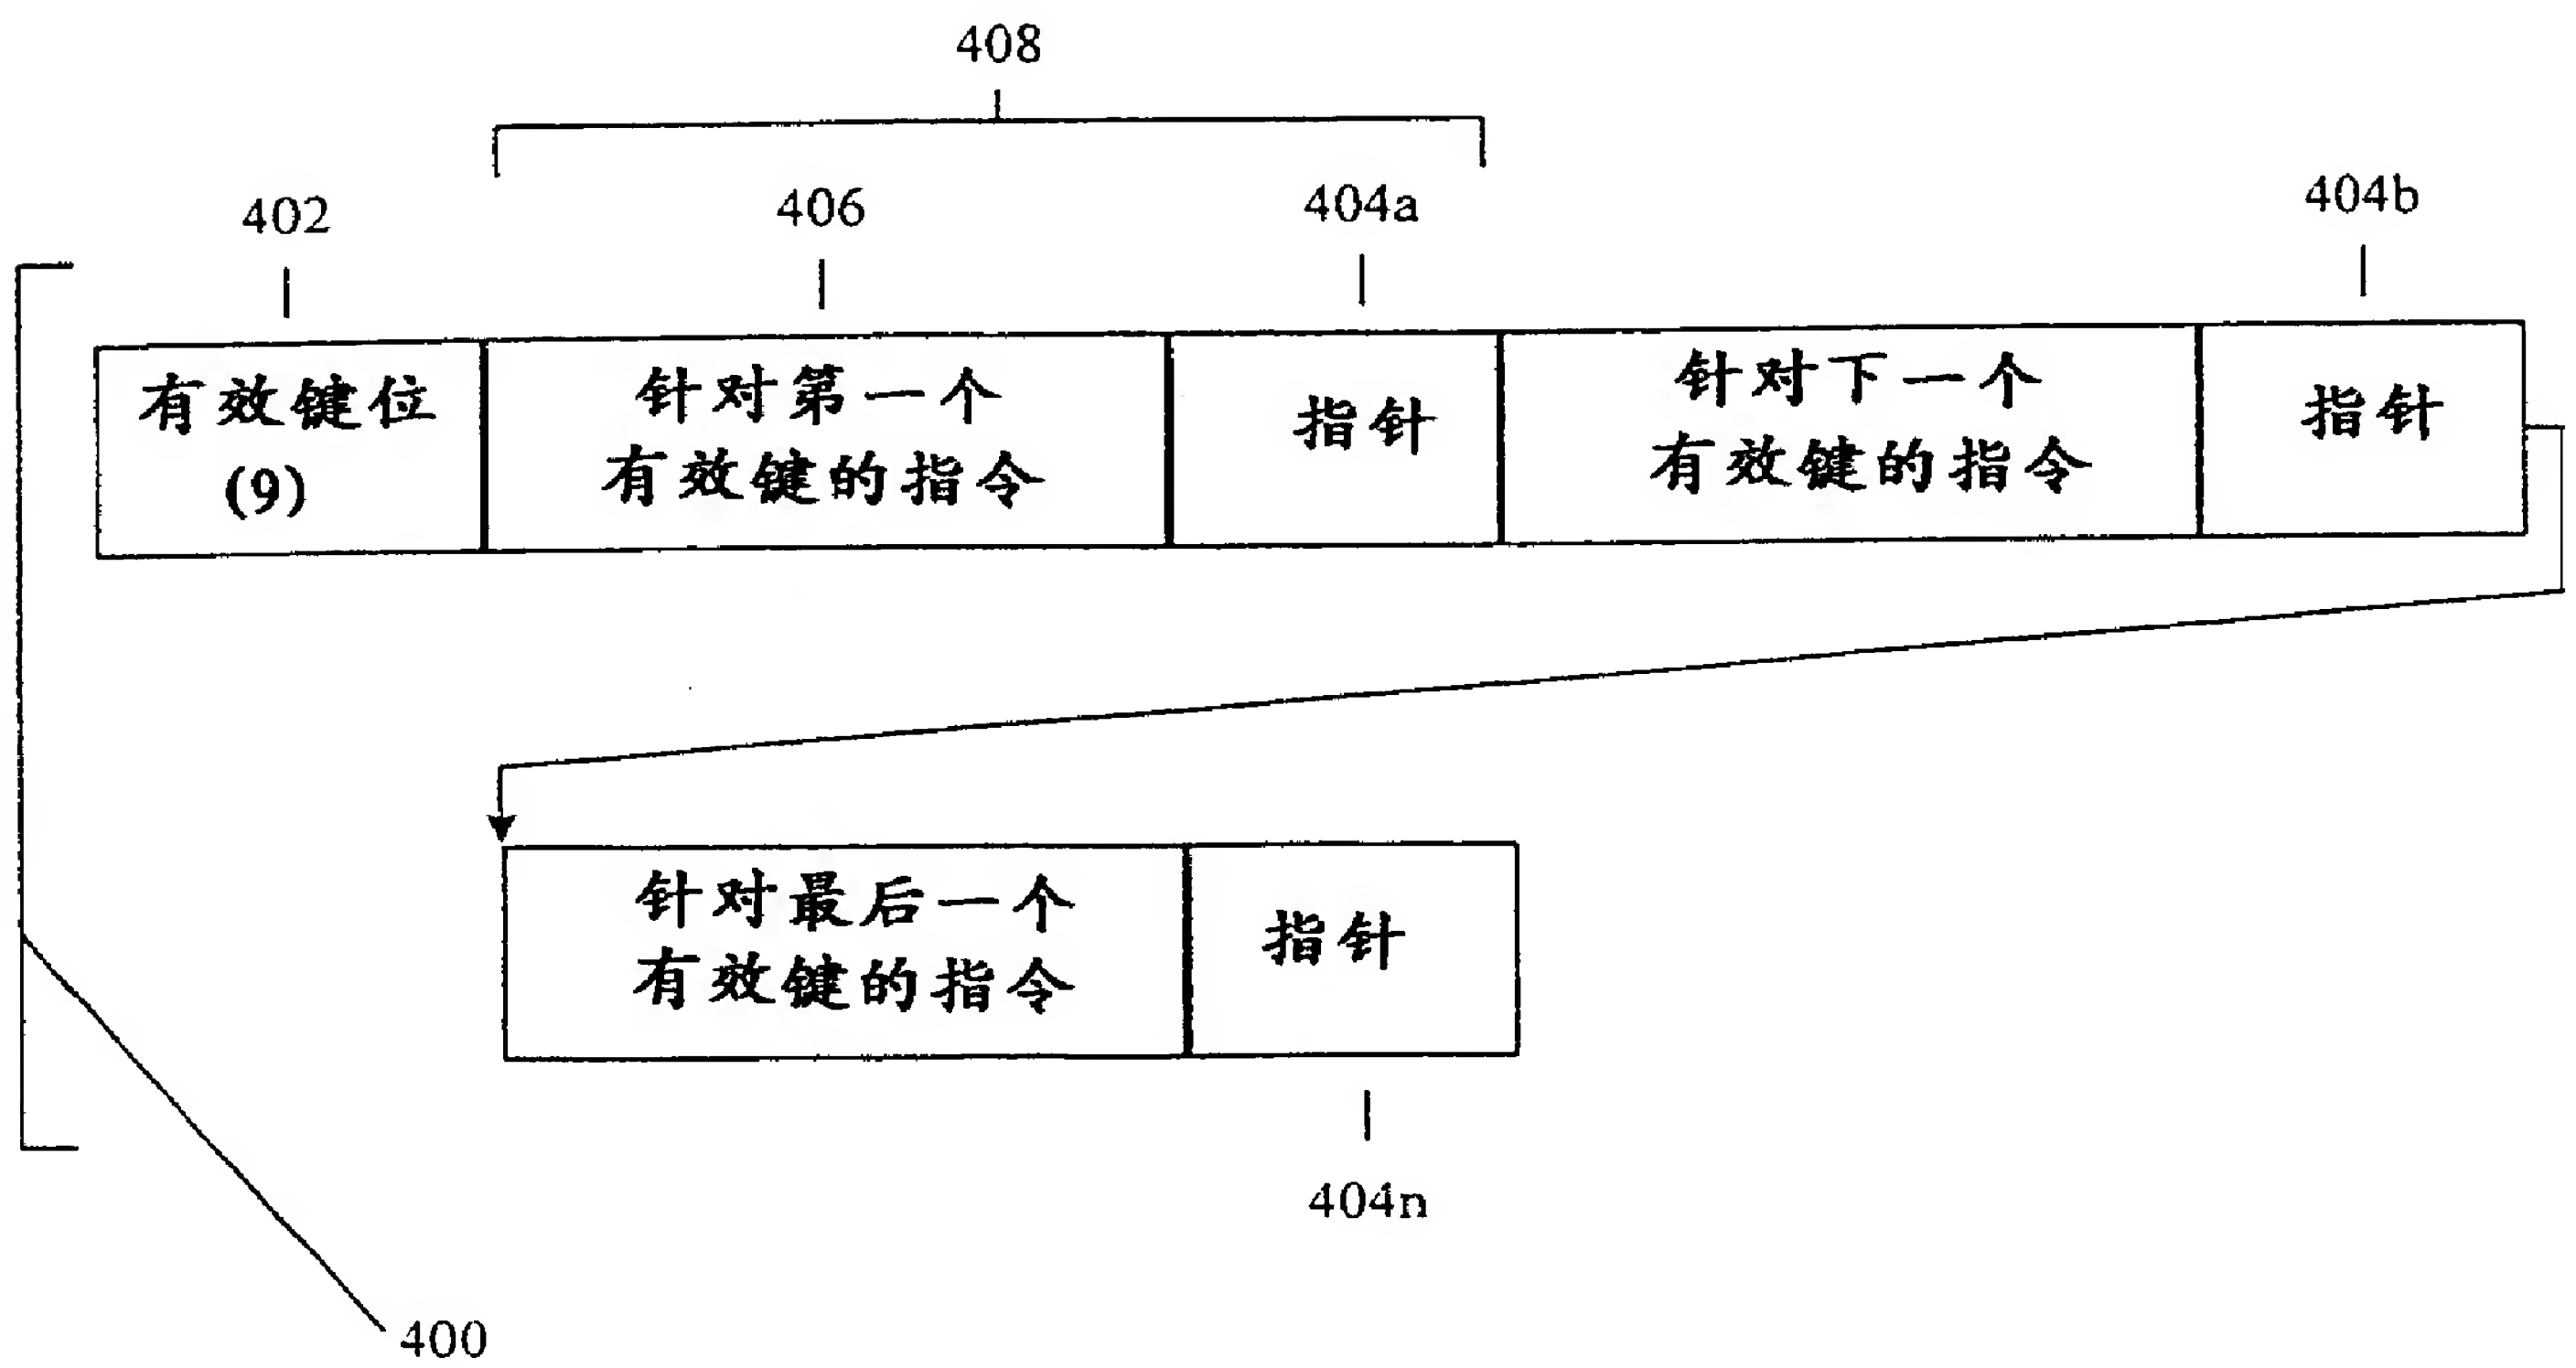 408
402
406
404a
404b
有效键位
(9)
针对第一个
有效键的指令
指针
针对下一个
有效键的指令
指针
针对最后一个
有效键的指令
指针
404n
400